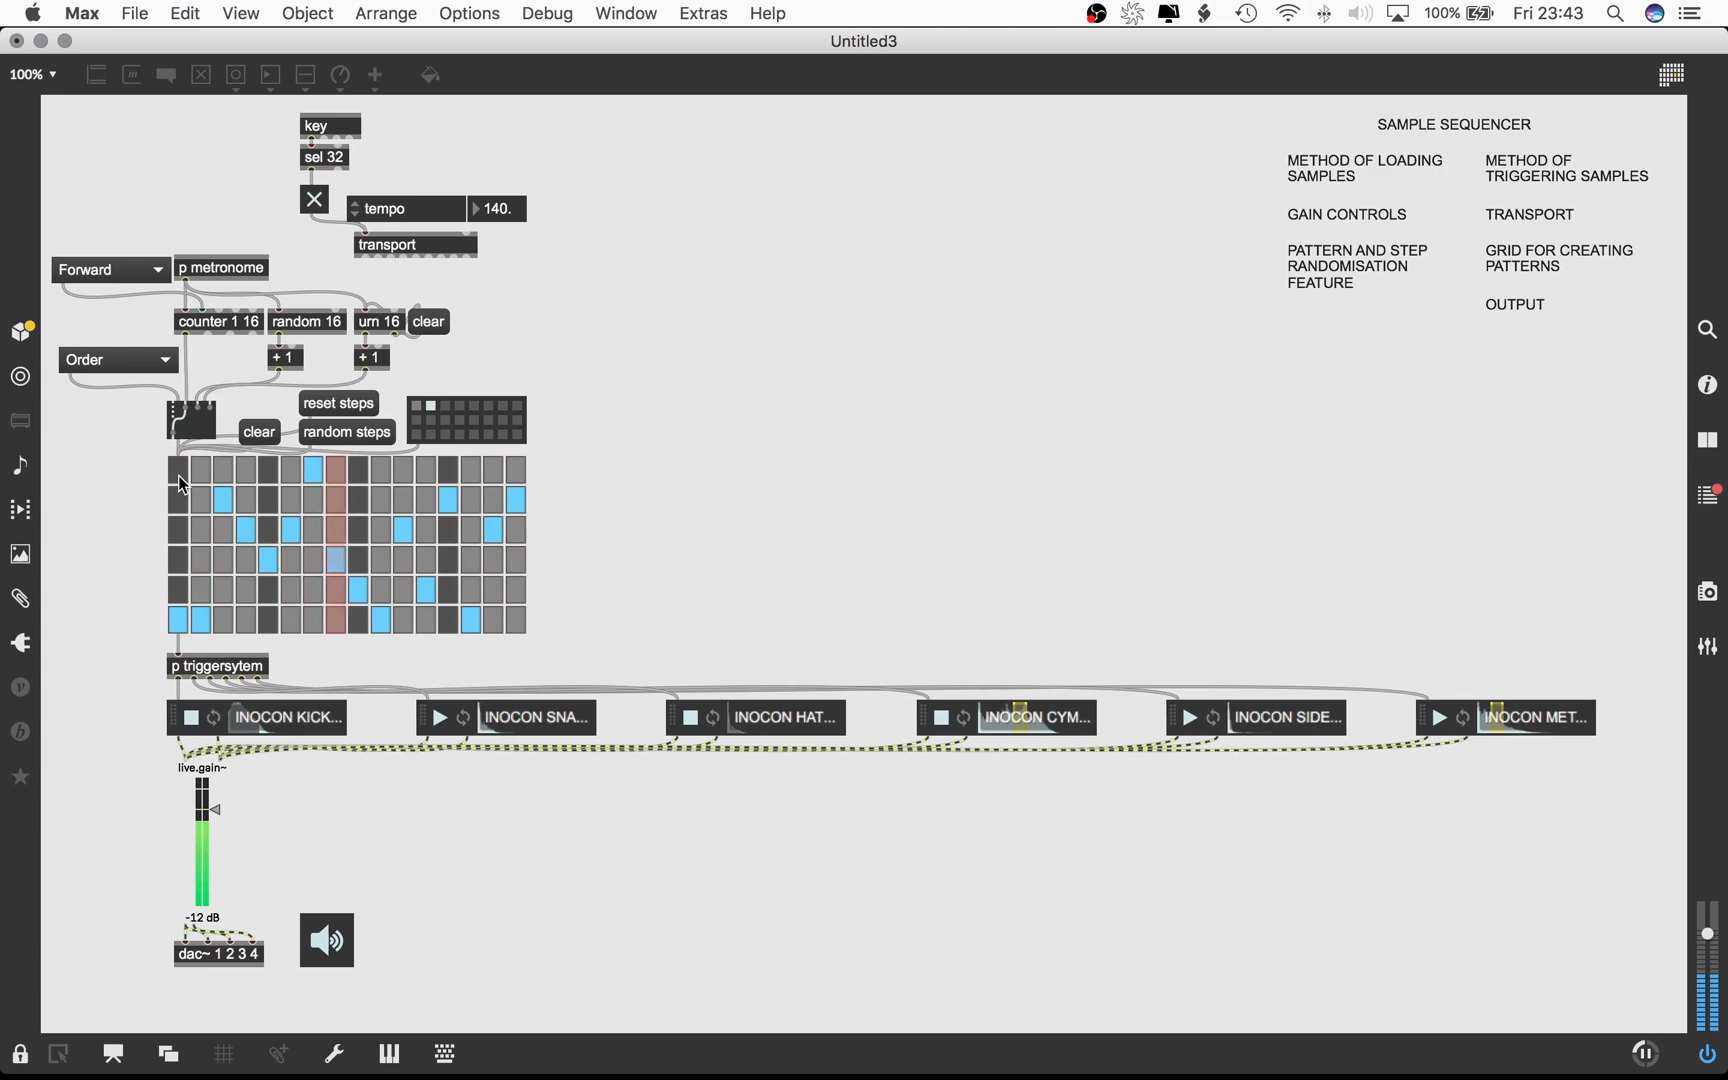 Max File Edit View Object Arrange Options Debug Window Extras Help 100% Fri 23:43
Untitled3
100%
key
SAMPLE SEQUENCER
sel 32
METHOD OF LOADING
SAMPLES
METHOD OF
TRIGGERING SAMPLES
tempo 140.
GAIN CONTROLS
TRANSPORT
transport
PATTERN AND STEP
RANDOMISATION
FEATURE
GRID FOR CREATING
PATTERNS
OUTPUT
Forward p metronome
counter 1 16 random 16 urn 16 clear
Order + 1 + 1
reset steps
clear random steps
p triggersytem
INOCON KICK... INOCON SNA... INOCON HAT... INOCON CYM... INOCON SIDE... INOCON MET...
live.gain~
-12 dB
dac~ 1 2 3 4